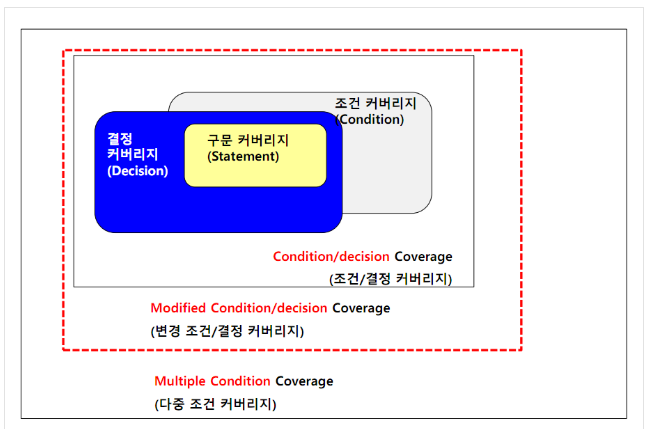 조건 커버리지
(Condition)
결정
커버리지
(Decision)
구문 커버리지
(Statement)
Condition/decision Coverage
(조건/결정 커버리지)
Modified Condition/decision Coverage
(변경 조건/결정 커버리지)
Multiple Condition Coverage
(다중 조건 커버리지)